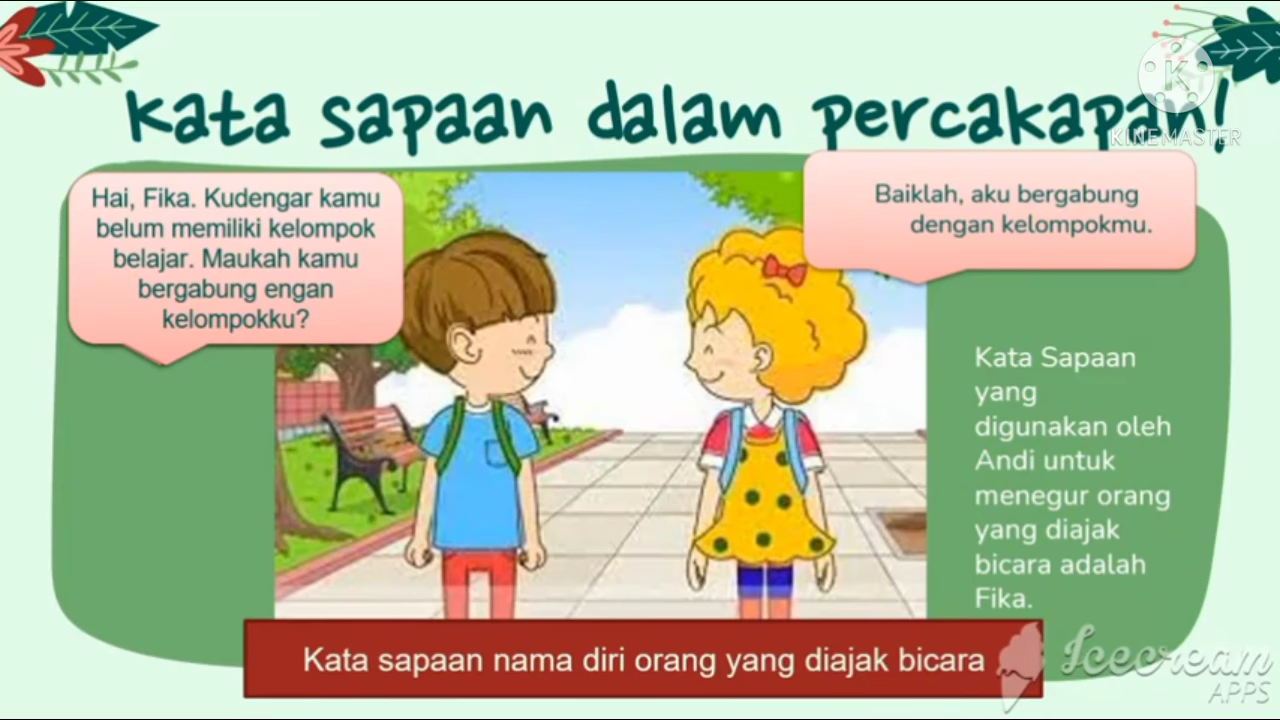 Kata sapaan dalam percakapan!
KINEMASTER
Hai, Fika. Kudengar kamu
belum memiliki kelompok
belajar. Maukah kamu
bergabung engan
kelompokku?
Baiklah, aku bergabung
dengan kelompokmu.
Kata Sapaan
yang
digunakan oleh
Andi untuk
menegur orang
yang diajak
bicara adalah
Fika.
Kata sapaan nama diri orang yang diajak bicara
Icecream
APPS